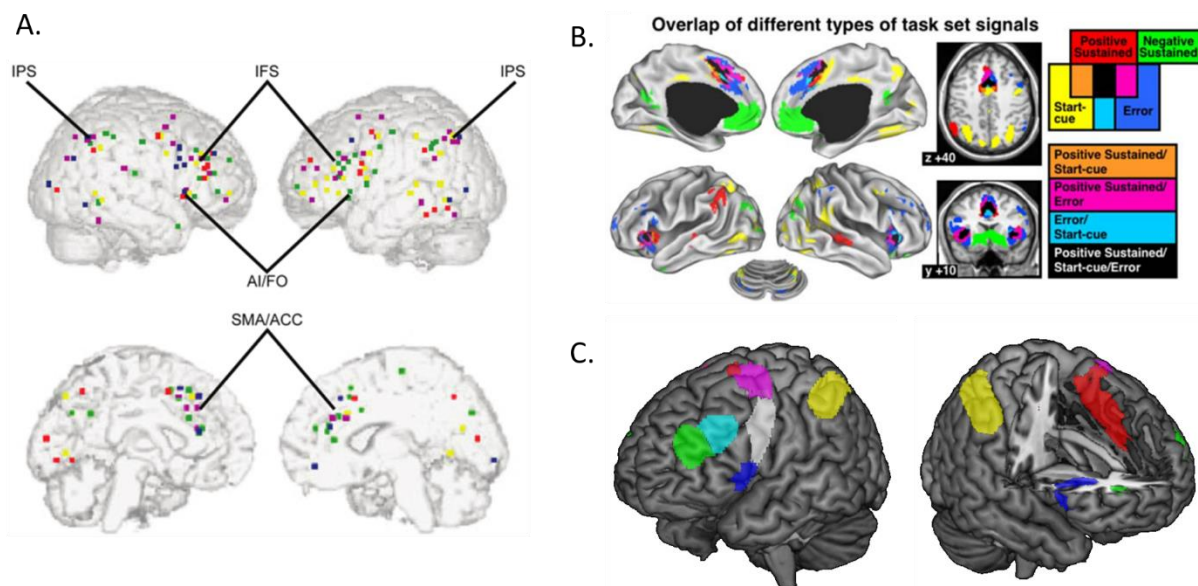 A.
IPS
IFS
IPS
AI/FO
SMA/ACC
B.
Overlap of different types of task set signals
z +40
y +10
Positive
Sustained
Negative
Sustained
Start-
cue
Error
Positive Sustained/
Start-cue
Positive Sustained/
Error
Error/
Start-cue
Positive Sustained/
Start-cue/Error
C.